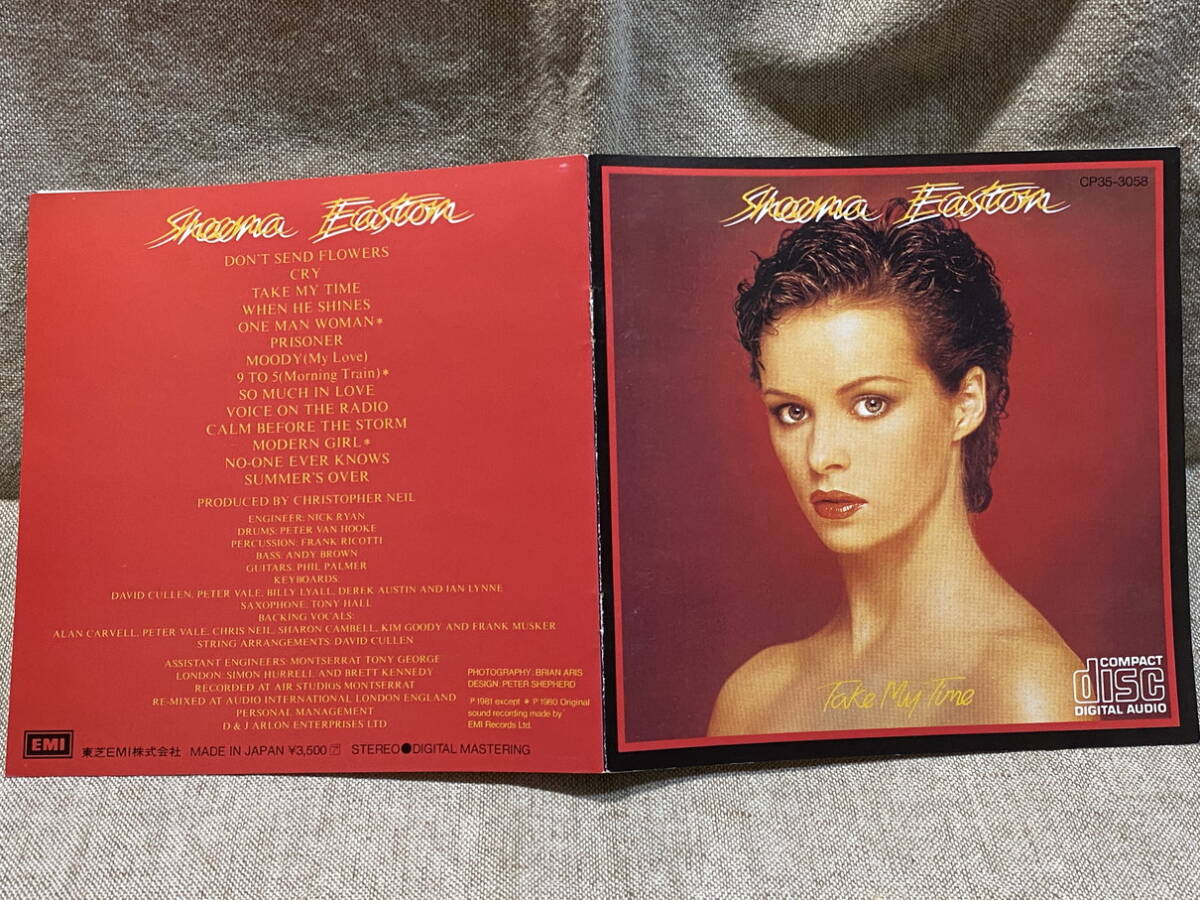 Sheena Easton
DON'T SEND FLOWERS
CRY
TAKE MY TIME
WHEN HE SHINES
ONE MAN WOMAN*
PRISONER
MOODY(My Love)
9 TO 5(Morning Train)*
SO MUCH IN LOVE
VOICE ON THE RADIO
CALM BEFORE THE STORM
MODERN GIRL*
NO-ONE EVER KNOWS
SUMMER'S OVER
PRODUCED BY CHRISTOPHER NEIL
ENGINEER: NICK RYAN
DRUMS: PETER VAN HOOKE
PERCUSSION: FRANK RICOTTI
BASS: ANDY BROWN
GUITARS: PHIL PALMER
KEYBOARDS:
DAVID CULLEN, PETER VALE, BILLY LYALL, DEREK AUSTIN AND IAN LYNNE
SAXOPHONE: TONY HALL
BACKING VOCALS:
ALAN CARVELL, PETER VALE, CHRIS NEIL, SHARON CAMBELL, KIM GOODY AND FRANK MUSKER
STRING ARRANGEMENTS: DAVID CULLEN
ASSISTANT ENGINEERS: MONTSERRAT TONY GEORGE
LONDON: SIMON HURRELL AND BRETT KENNEDY
RECORDED AT AIR STUDIOS MONTSERRAT
RE-MIXED AT AUDIO INTERNATIONAL LONDON ENGLAND
PERSONAL MANAGEMENT
D & J ARLON ENTERPRISES LTD
PHOTOGRAPHY: BRIAN ARIS
DESIGN: PETER SHEPHERD
℗1981 except * ℗1980 Original
sound recording made by
EMI Records Ltd.
EMI 東芝EMI株式会社 MADE IN JAPAN ¥3,500 ア STEREO●DIGITAL MASTERING
CP35-3058
Sheena Easton
Take My Time
COMPACT
disc
DIGITAL AUDIO